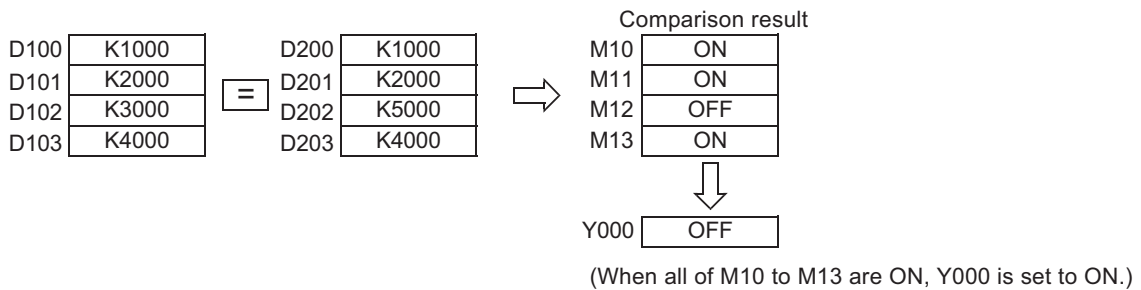 Comparison result
D100 K1000 D200 K1000 M10 ON
D101 K2000 = D201 K2000 M11 ON
D102 K3000 D202 K5000 M12 OFF
D103 K4000 D203 K4000 M13 ON
Y000 OFF
(When all of M10 to M13 are ON, Y000 is set to ON.)